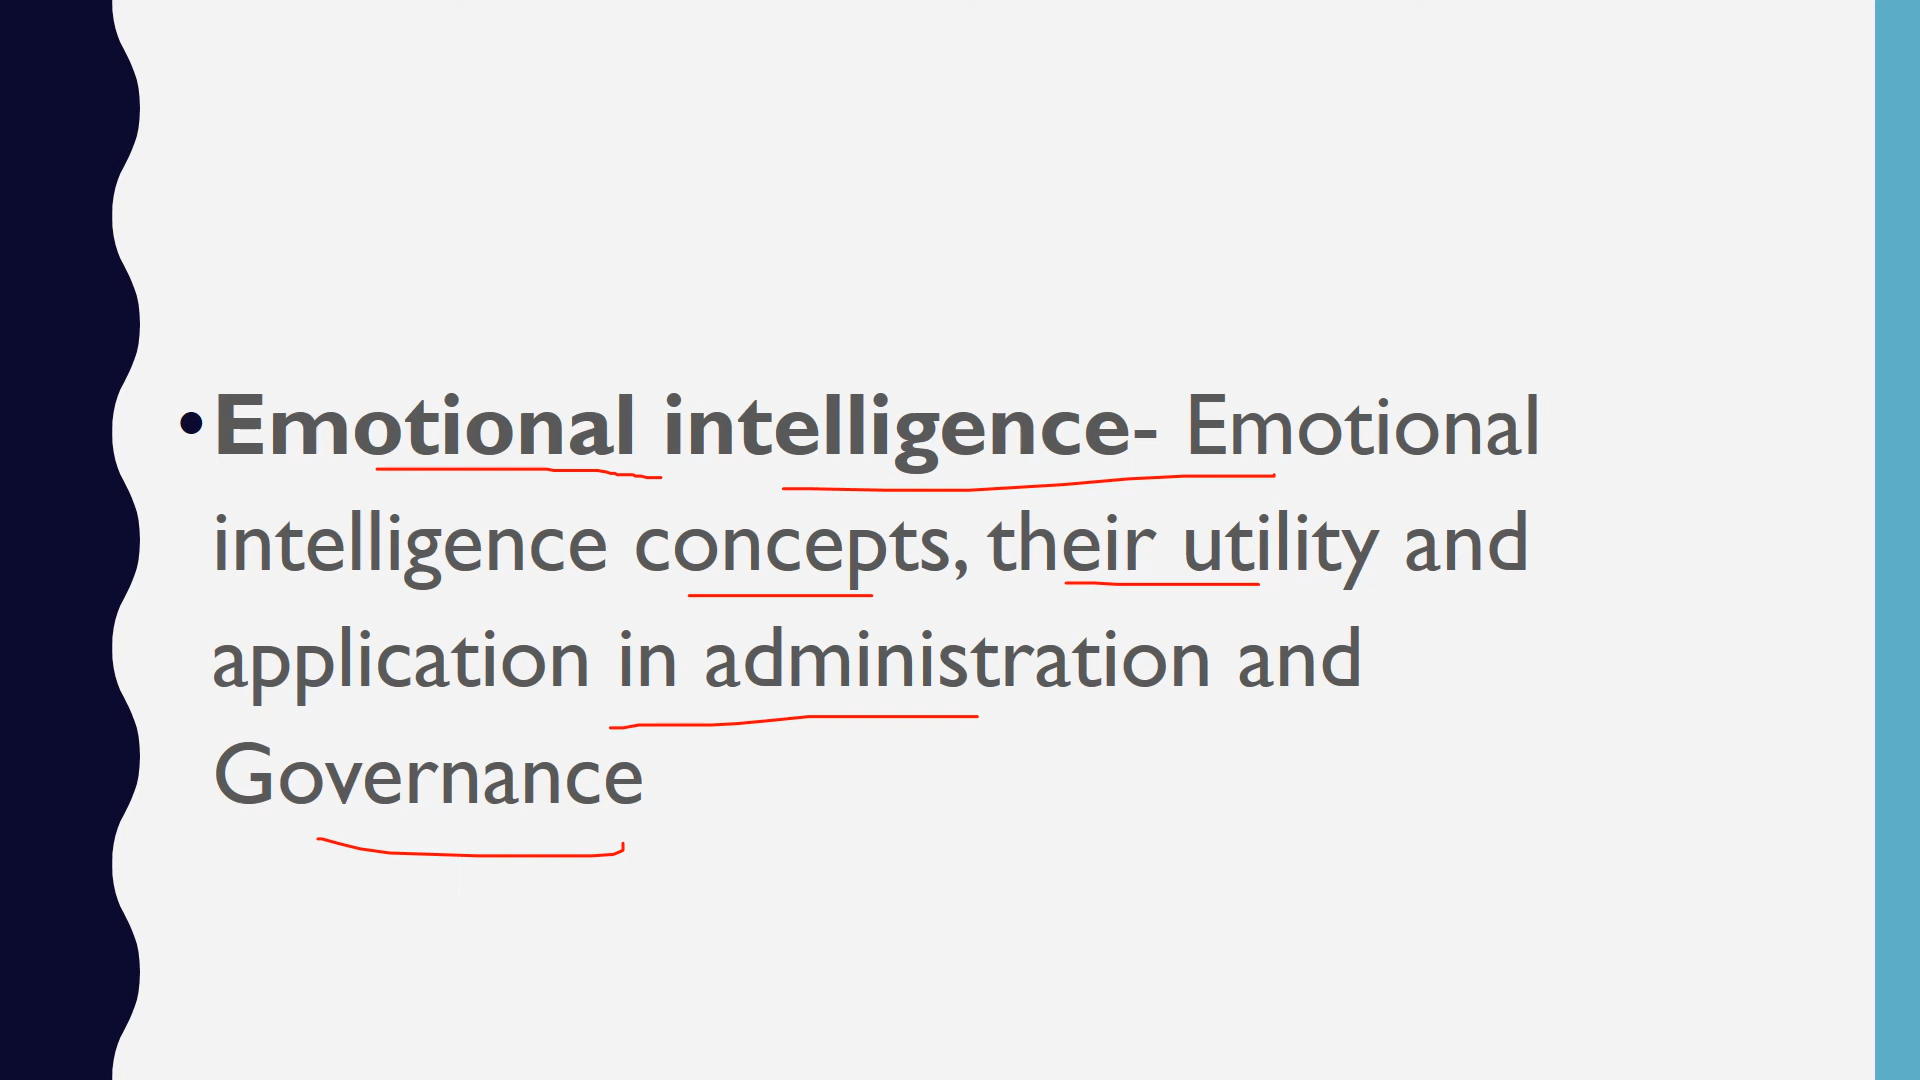 •Emotional intelligence- Emotional
intelligence concepts, their utility and
application in administration and
Governance